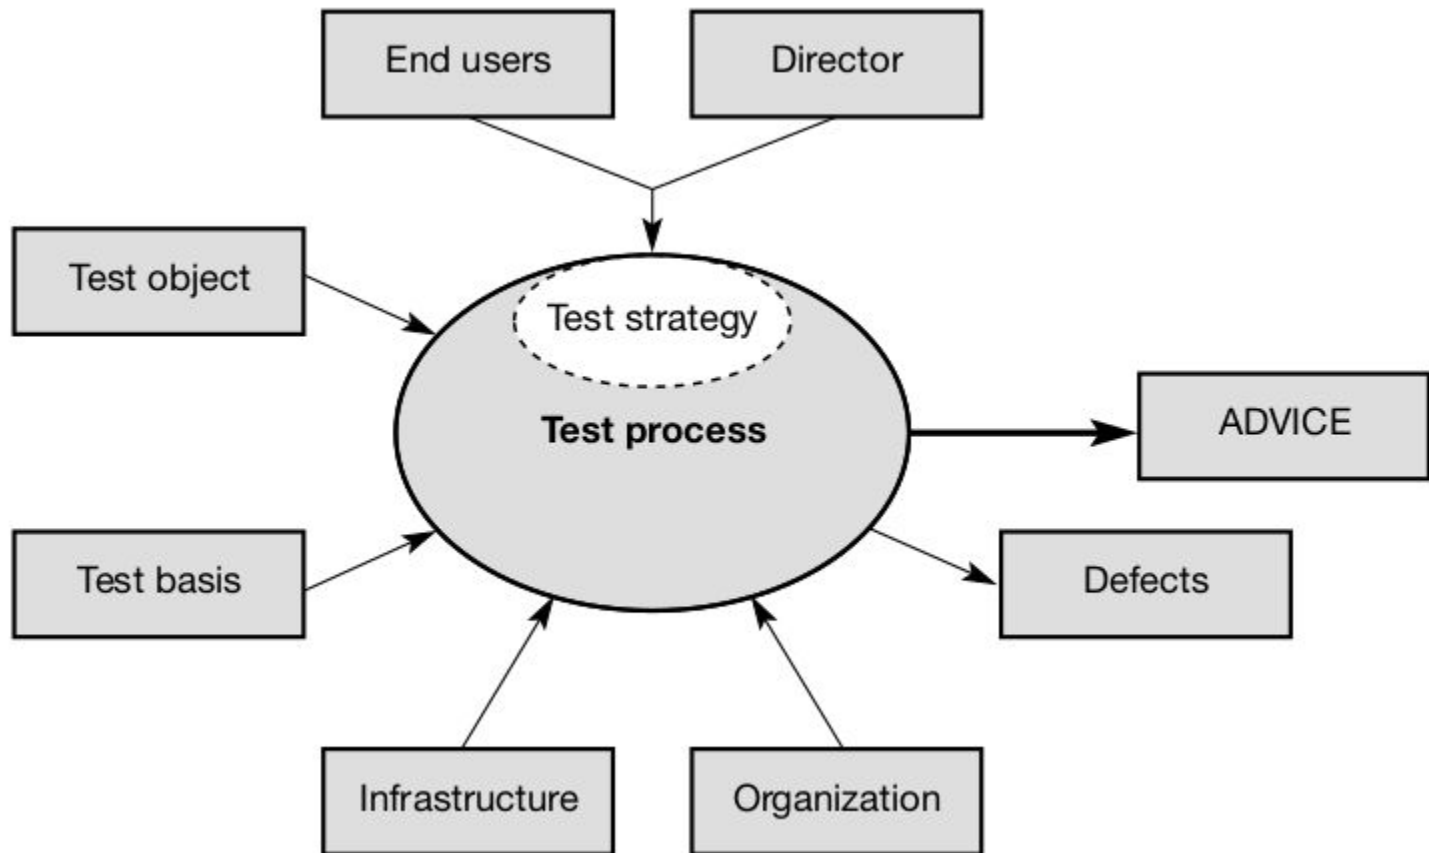 End users
Director
Test object
Test strategy
Test process
ADVICE
Test basis
Defects
Infrastructure
Organization